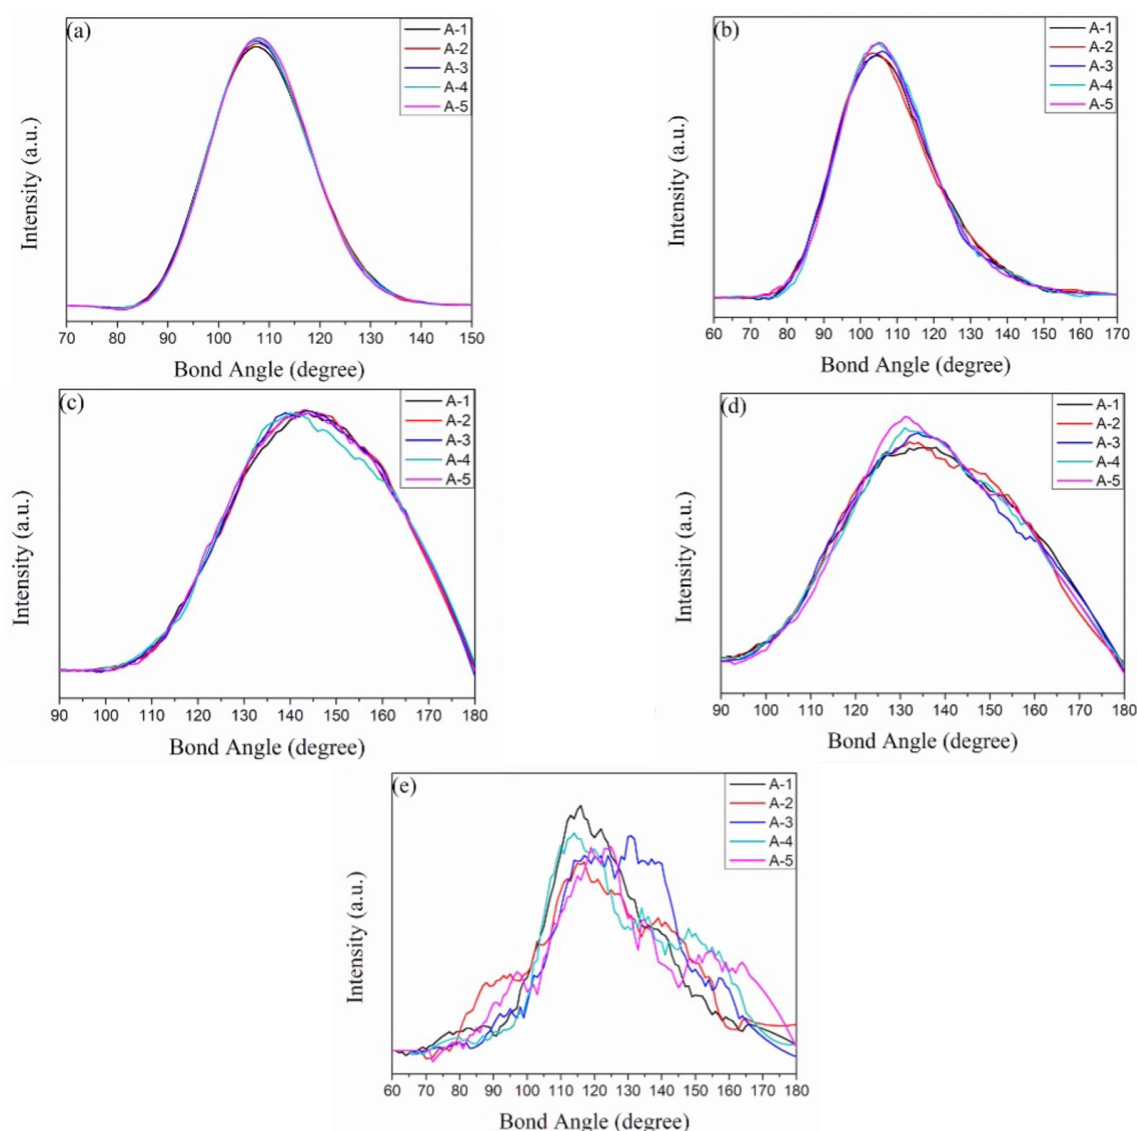 (a)
A-1
A-2
A-3
A-4
A-5
Intensity (a.u.)
70 80 90 100 110 120 130 140 150
Bond Angle (degree)
(b)
A-1
A-2
A-3
A-4
A-5
Intensity (a.u.)
60 70 80 90 100 110 120 130 140 150 160 170
Bond Angle (degree)
(c)
A-1
A-2
A-3
A-4
A-5
Intensity (a.u.)
90 100 110 120 130 140 150 160 170 180
Bond Angle (degree)
(d)
A-1
A-2
A-3
A-4
A-5
Intensity (a.u.)
90 100 110 120 130 140 150 160 170 180
Bond Angle (degree)
(e)
A-1
A-2
A-3
A-4
A-5
Intensity (a.u.)
60 70 80 90 100 110 120 130 140 150 160 170 180
Bond Angle (degree)